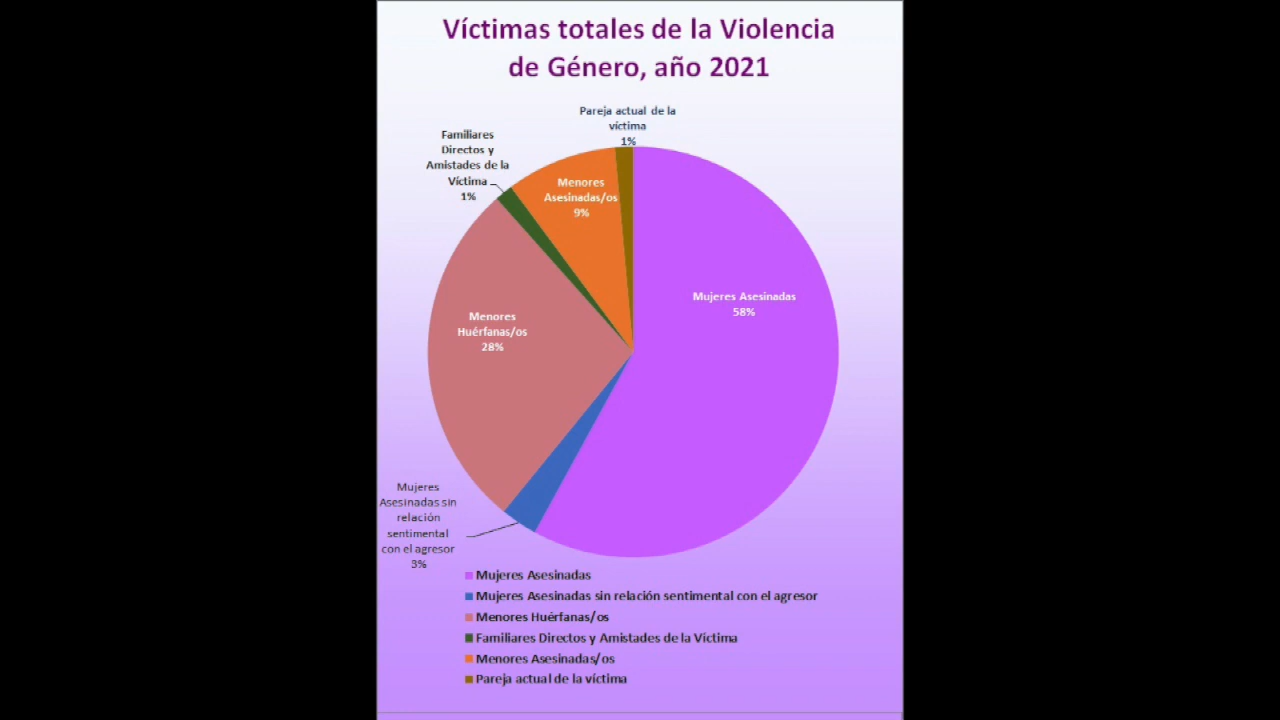 Víctimas totales de la Violencia
de Género, año 2021
Pareja actual de la
víctima
1%
Familiares
Directos y
Amistades de la
Víctima
1%
Menores
Asesinadas/os
9%
Mujeres Asesinadas
58%
Menores
Huérfanas/os
28%
Mujeres
Asesinadas sin
relación
sentimental
con el agresor
3%
Mujeres Asesinadas
Mujeres Asesinadas sin relación sentimental con el agresor
Menores Huérfanas/os
Familiares Directos y Amistades de la Víctima
Menores Asesinadas/os
Pareja actual de la víctima